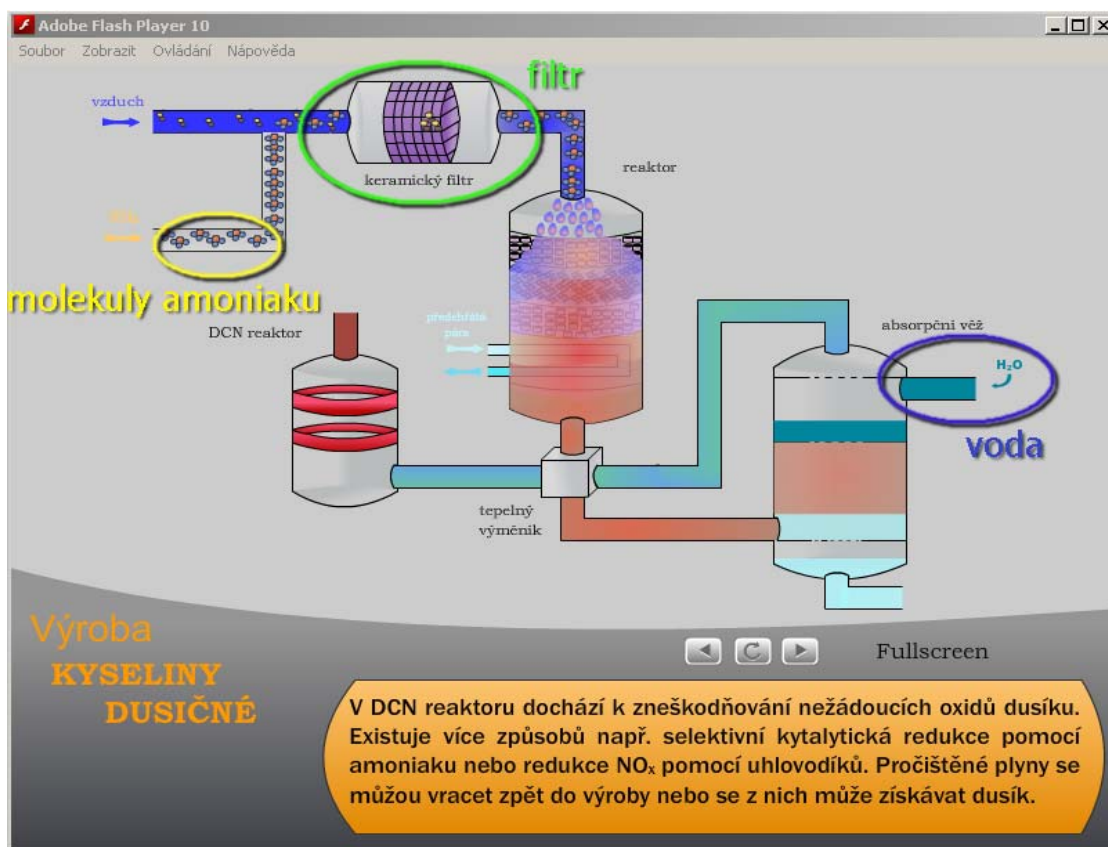 Adobe Flash Player 10
Soubor Zobrazit Ovládání Nápověda
filtr
vzduch
keramický filtr
reaktor
molekuly amoniaku
DCN reaktor
předehřátá
pára
absorpční věž
H₂O
voda
tepelný
výměník
Výroba
KYSELINY
DUSIČNÉ
Fullscreen
V DCN reaktoru dochází k zneškodňování nežádoucích oxidů dusíku.
Existuje více způsobů např. selektivní kytalytická redukce pomocí
amoniaku nebo redukce NOₓ pomocí uhlovodíků. Pročištěné plyny se
můžou vracet zpět do výroby nebo se z nich může získávat dusík.